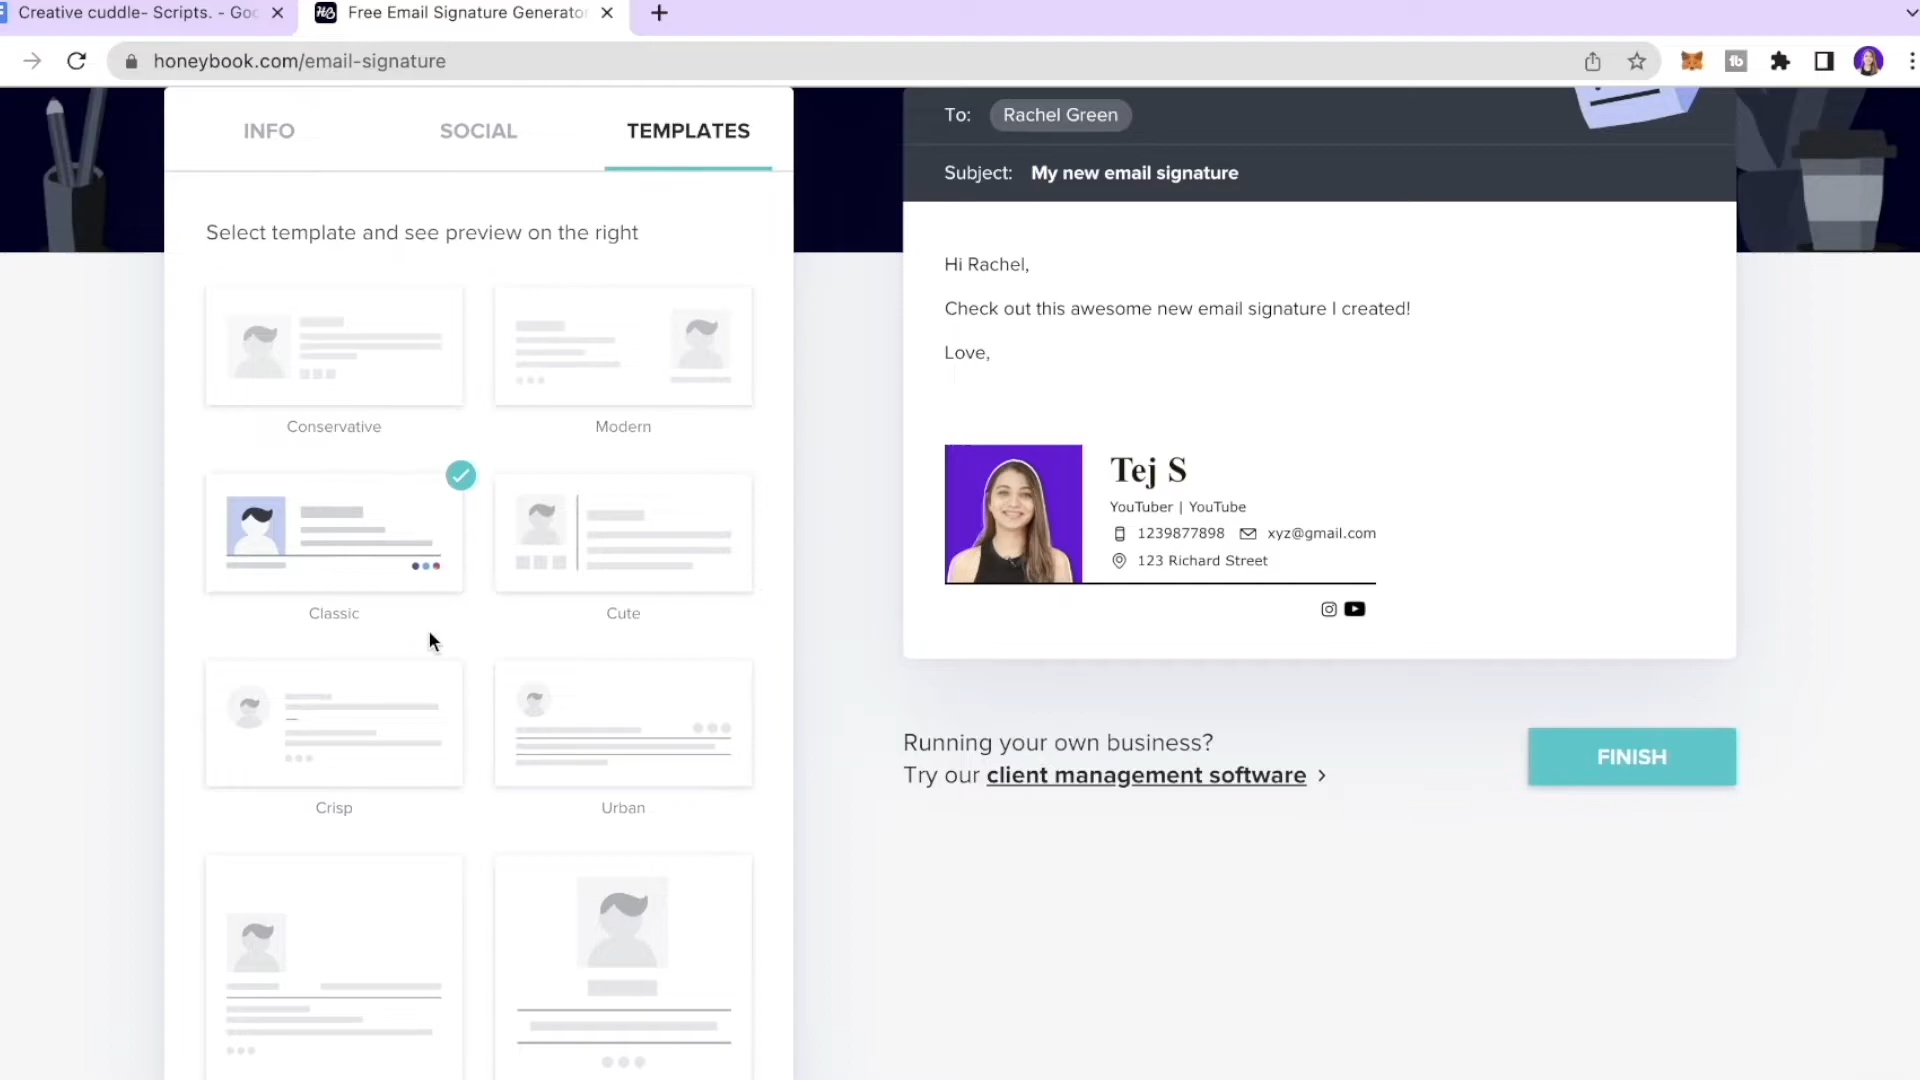 Creative cuddle- Scripts. - Goo
Free Email Signature Generator
honeybook.com/email-signature
INFO
SOCIAL
TEMPLATES
Select template and see preview on the right
Conservative
Modern
Classic
Cute
Crisp
Urban
To: Rachel Green
Subject: My new email signature
Hi Rachel,
Check out this awesome new email signature I created!
Love,
Tej S
YouTuber | YouTube
1239877898 xyz@gmail.com
123 Richard Street
Running your own business?
Try our client management software >
FINISH